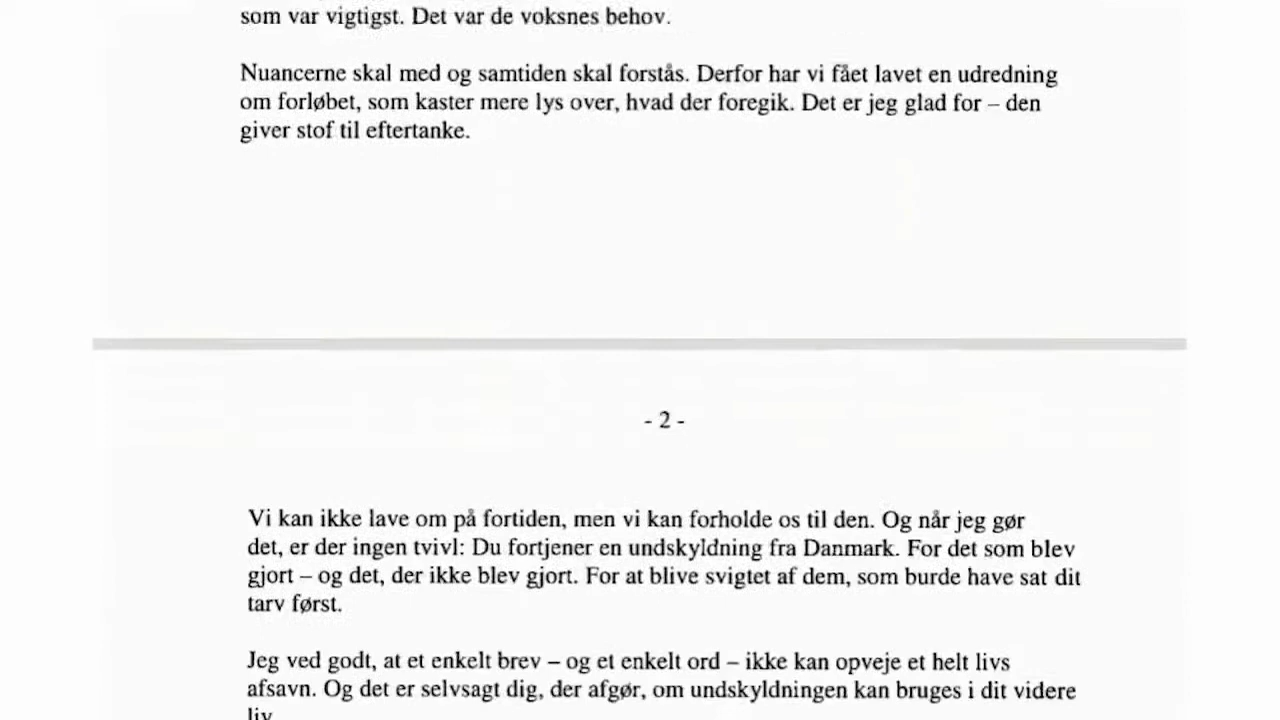 som var vigtigst. Det var de voksnes behov.
Nuancerne skal med og samtiden skal forstås. Derfor har vi fået lavet en udredning
om forløbet, som kaster mere lys over, hvad der foregik. Det er jeg glad for – den
giver stof til eftertanke.
- 2 -
Vi kan ikke lave om på fortiden, men vi kan forholde os til den. Og når jeg gør
det, er der ingen tvivl: Du fortjener en undskyldning fra Danmark. For det som blev
gjort – og det, der ikke blev gjort. For at blive svigtet af dem, som burde have sat dit
tarv først.
Jeg ved godt, at et enkelt brev – og et enkelt ord – ikke kan opveje et helt livs
afsavn. Og det er selvsagt dig, der afgør, om undskyldningen kan bruges i dit videre
liv